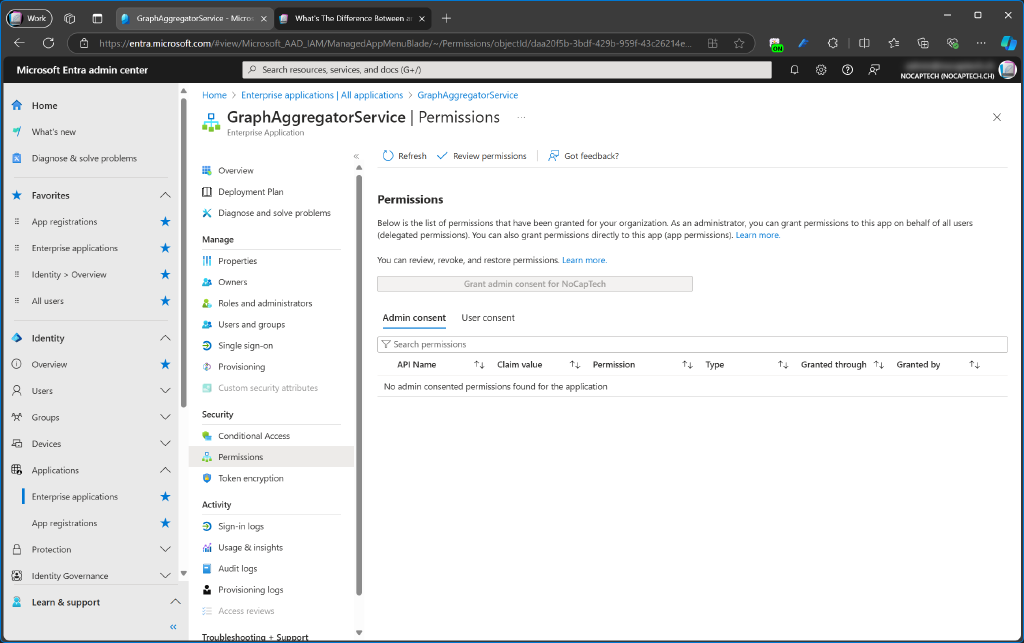 Work
GraphAggregatorService - Micros
What's The Difference Between an
https://entra.microsoft.com/#view/Microsoft_AAD_IAM/ManagedAppMenuBlade/~/Permissions/objectId/daa20f5b-3bdf-429b-959f-43c26214e...
ON
Microsoft Entra admin center
Search resources, services, and docs (G+/)
NOCAPTECH (NOCAPTECH.CH)
Home
What's new
Diagnose & solve problems
Favorites
App registrations
Enterprise applications
Identity > Overview
All users
Identity
Overview
Users
Groups
Devices
Applications
Enterprise applications
App registrations
Protection
Identity Governance
Learn & support
Home > Enterprise applications | All applications > GraphAggregatorService
GraphAggregatorService | Permissions ...
Enterprise Application
Overview
Deployment Plan
Diagnose and solve problems
Manage
Properties
Owners
Roles and administrators
Users and groups
Single sign-on
Provisioning
Custom security attributes
Security
Conditional Access
Permissions
Token encryption
Activity
Sign-in logs
Usage & insights
Audit logs
Provisioning logs
Access reviews
Troubleshooting + Support
Refresh Review permissions Got feedback?
Permissions
Below is the list of permissions that have been granted for your organization. As an administrator, you can grant permissions to this app on behalf of all users
(delegated permissions). You can also grant permissions directly to this app (app permissions). Learn more.
You can review, revoke, and restore permissions. Learn more.
Grant admin consent for NoCapTech
Admin consent User consent
Search permissions
API Name Claim value Permission Type Granted through Granted by
No admin consented permissions found for the application